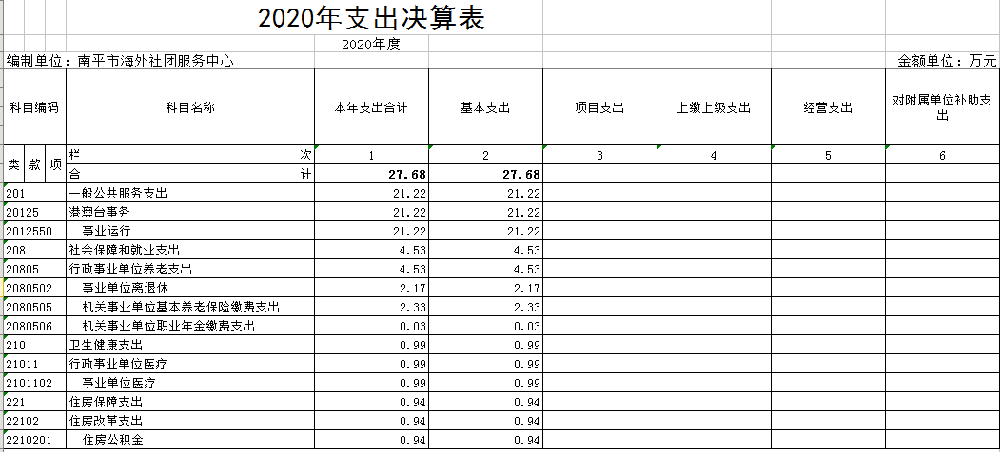 2020年支出决算表
2020年度
编制单位：南平市海外社团服务中心 金额单位：万元
科目编码 科目名称 本年支出合计 基本支出 项目支出 上缴上级支出 经营支出 对附属单位补助支出
类 款 项 栏 次 1 2 3 4 5 6
合 计 27.68 27.68
201 一般公共服务支出 21.22 21.22
20125 港澳台事务 21.22 21.22
2012550 事业运行 21.22 21.22
208 社会保障和就业支出 4.53 4.53
20805 行政事业单位养老支出 4.53 4.53
2080502 事业单位离退休 2.17 2.17
2080505 机关事业单位基本养老保险缴费支出 2.33 2.33
2080506 机关事业单位职业年金缴费支出 0.03 0.03
210 卫生健康支出 0.99 0.99
21011 行政事业单位医疗 0.99 0.99
2101102 事业单位医疗 0.99 0.99
221 住房保障支出 0.94 0.94
22102 住房改革支出 0.94 0.94
2210201 住房公积金 0.94 0.94